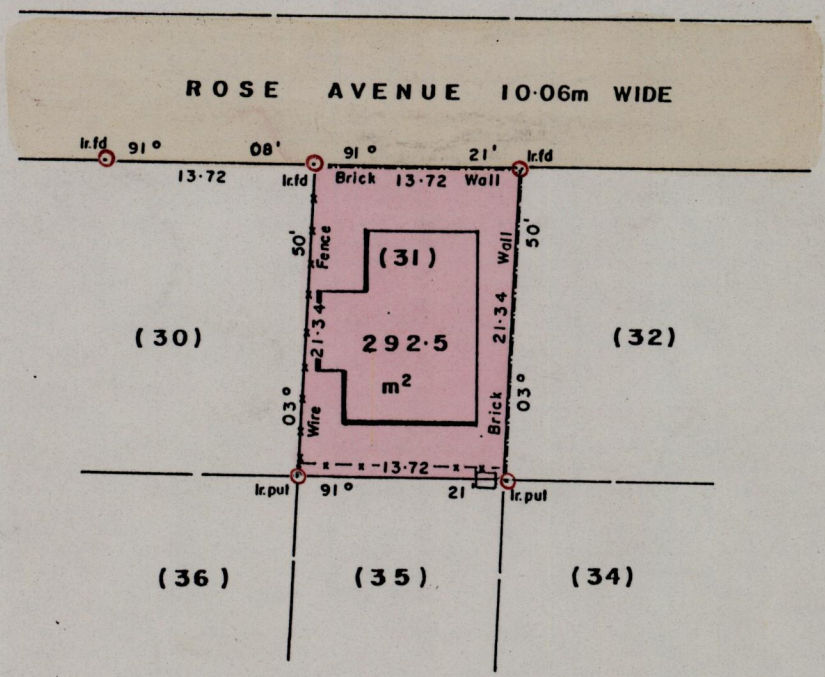 ROSE AVENUE 10·06m WIDE
Ir.fd 91° 08' 91° 21' Ir.fd
13·72 Ir.fd Brick 13·72 Wall
50' Fence Wall 50'
(31)
(30) 21·34 292·5 21·34 (32)
m²
03° Wire Brick 03°
13·72
Ir.put 91° 21' Ir.put
(36) (35) (34)